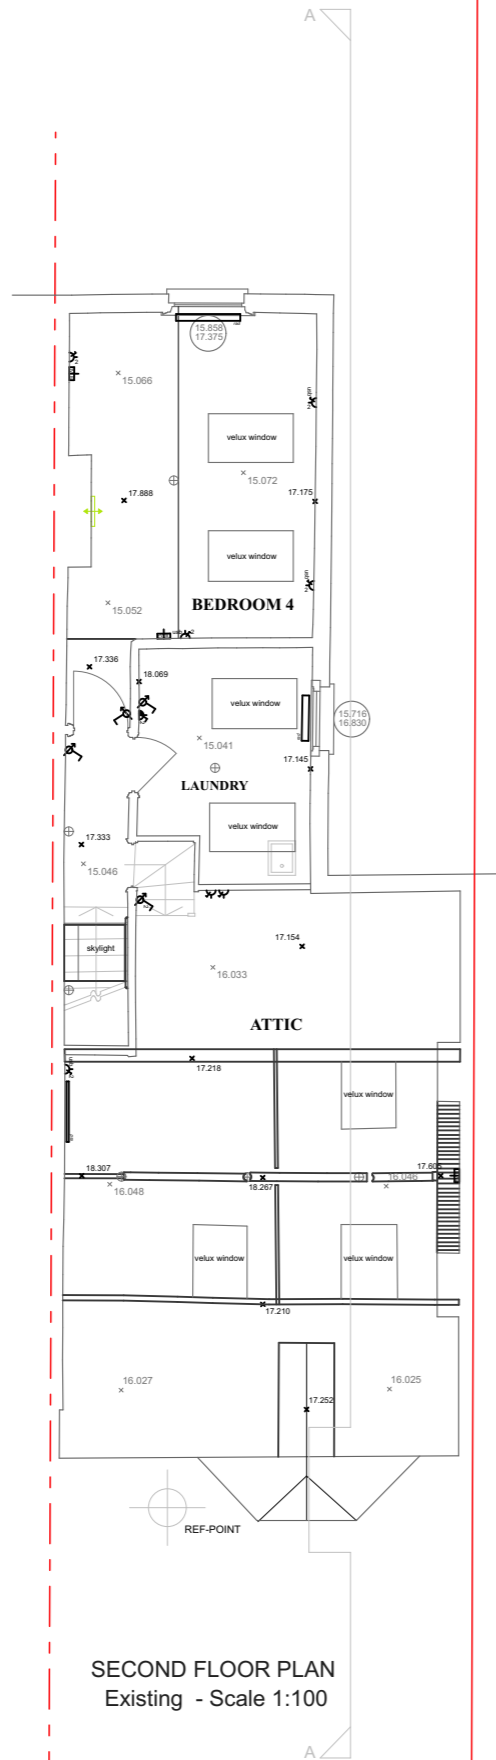 A
15.858
17.375
15.066
velux window
15.072
17.888
17.175
velux window
15.052
BEDROOM 4
17.336
18.069
velux window
15.716
16.830
15.041
17.145
LAUNDRY
velux window
17.333
15.046
17.154
skylight
16.033
ATTIC
17.218
velux window
18.307
18.267
17.605
16.048
16.046
velux window
velux window
17.210
16.027
16.025
17.252
REF-POINT
SECOND FLOOR PLAN
Existing - Scale 1:100
A